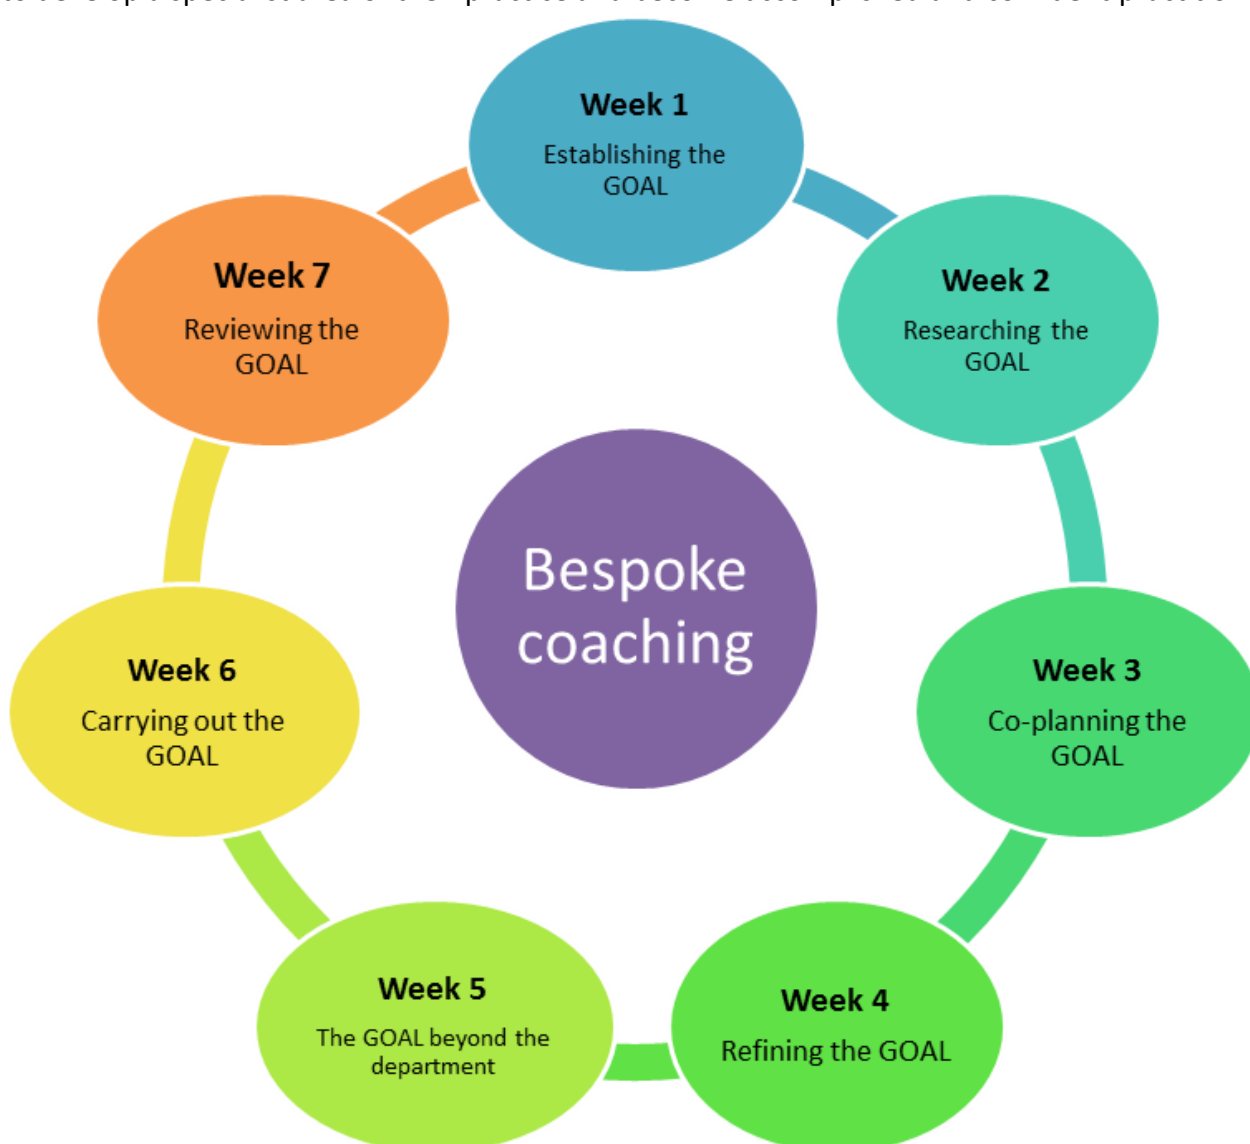 Week 1
Establishing the
GOAL
Week 2
Researching the
GOAL
Week 3
Co-planning the
GOAL
Week 4
Refining the GOAL
Week 5
The GOAL beyond the
department
Week 6
Carrying out the
GOAL
Week 7
Reviewing the
GOAL
Bespoke
coaching